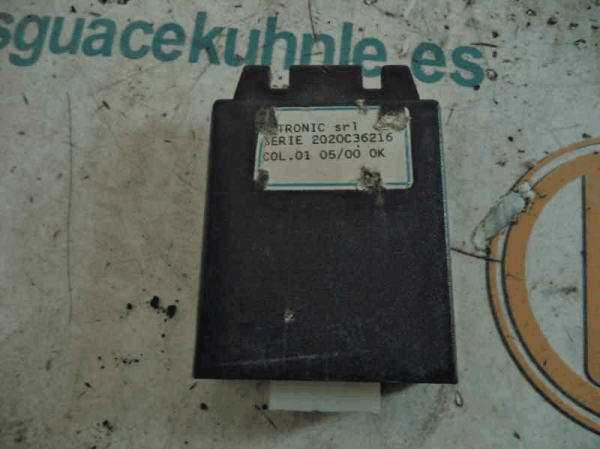 sguacekuhnle.es
TRONIC srl
SERIE 2020C36216
COL.01 05/00 OK